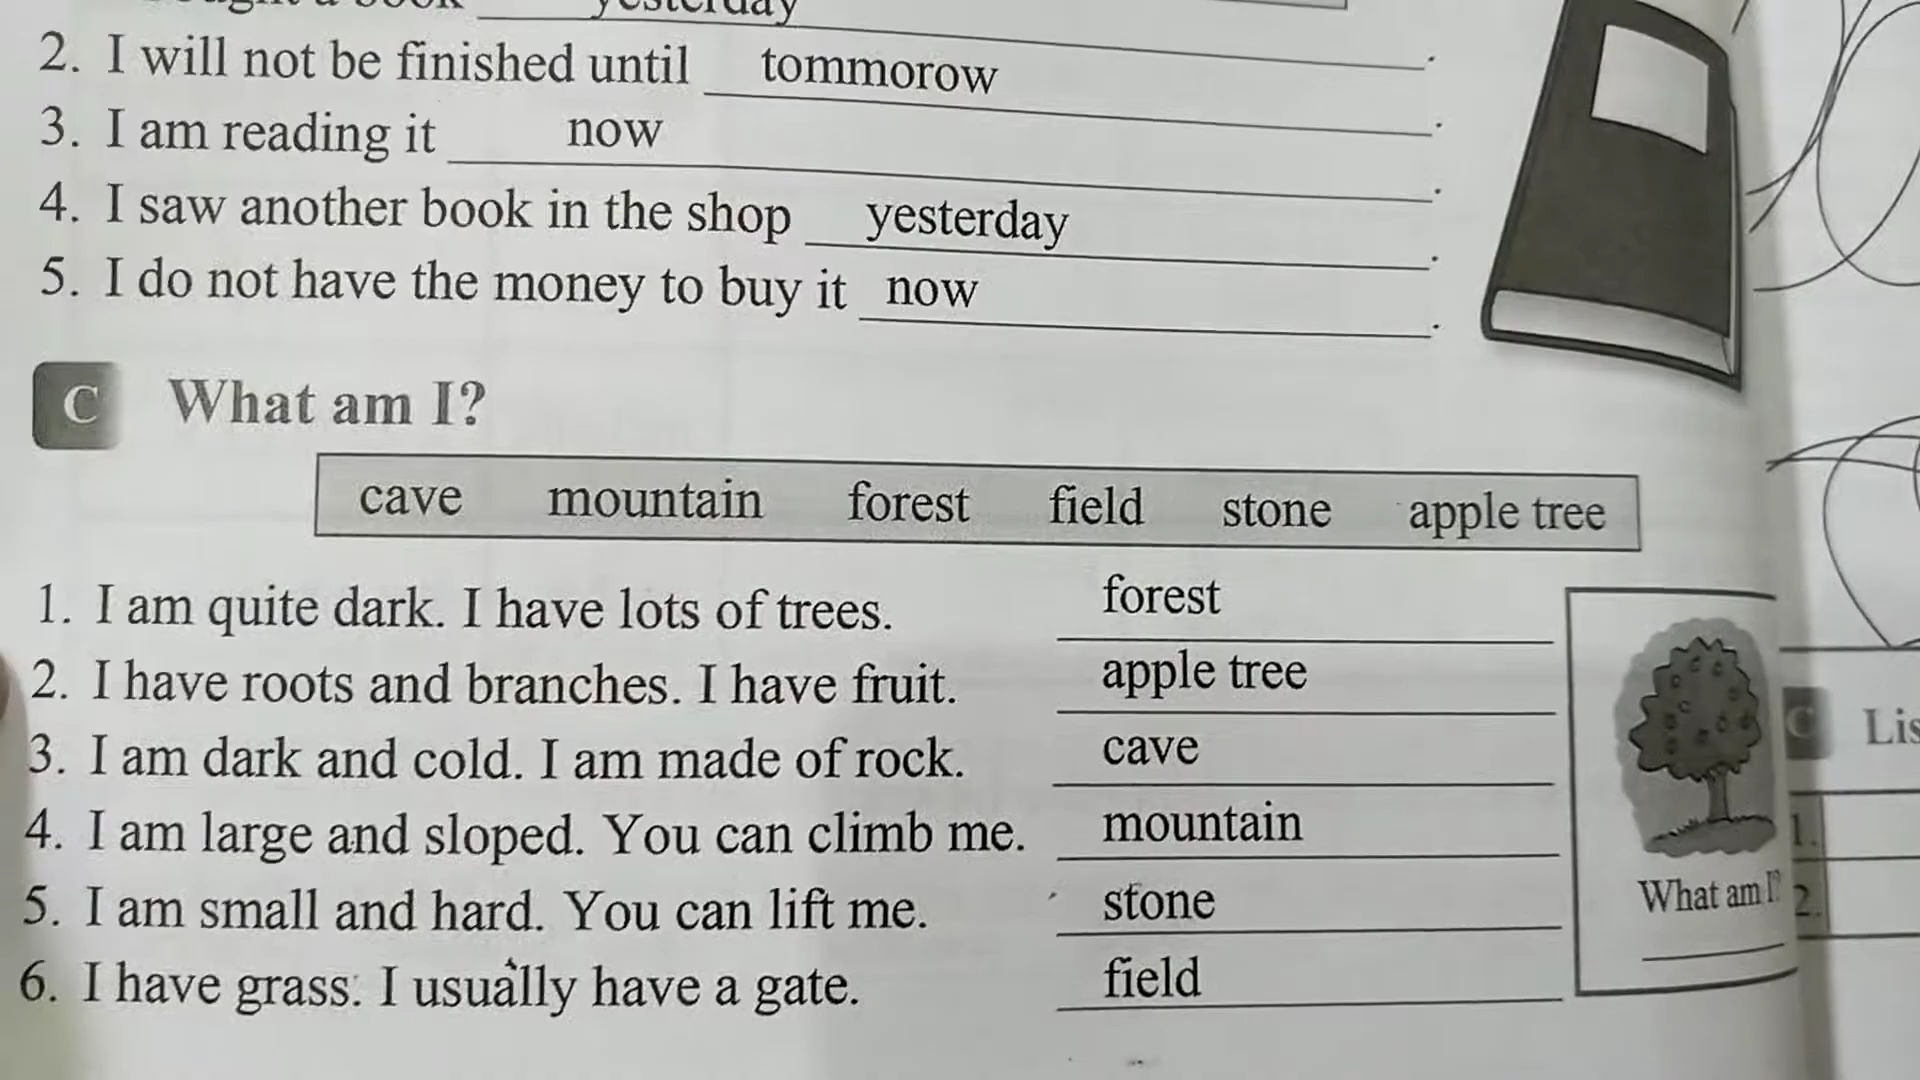 a book yesterday
2. I will not be finished until tommorow.
3. I am reading it now.
4. I saw another book in the shop yesterday.
5. I do not have the money to buy it now.
C What am I?
cave mountain forest field stone apple tree
1. I am quite dark. I have lots of trees. forest
2. I have roots and branches. I have fruit. apple tree
3. I am dark and cold. I am made of rock. cave
4. I am large and sloped. You can climb me. mountain
5. I am small and hard. You can lift me. stone
6. I have grass. I usually have a gate. field
What am I?
C Lis
1.
2.